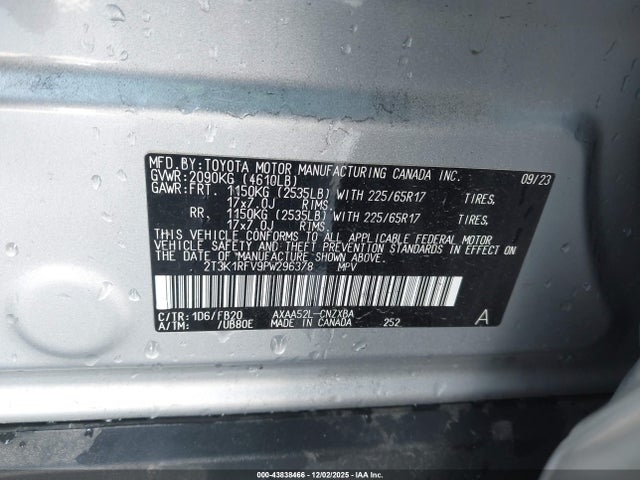 MFD.BY:TOYOTA MOTOR MANUFACTURING CANADA INC. 09/23
GVWR:2090KG (4610LB)
GAWR:FRT. 1150KG (2535LB) WITH 225/65R17 TIRES,
17x7.0J RIMS.
RR. 1150KG (2535LB) WITH 225/65R17 TIRES,
17x7.0J RIMS.
THIS VEHICLE CONFORMS TO ALL APPLICABLE FEDERAL MOTOR
VEHICLE SAFETY AND THEFT PREVENTION STANDARDS IN EFFECT ON
THE DATE OF MANUFACTURE SHOWN ABOVE.
2T3K1RFV9PW296378 MPV
C/TR:1D6/FB20 AXAA52L-CNZXBA
A/TM: /UB80E MADE IN CANADA 252 A
000-43838466 - 12/02/2025 - IAAI.COM